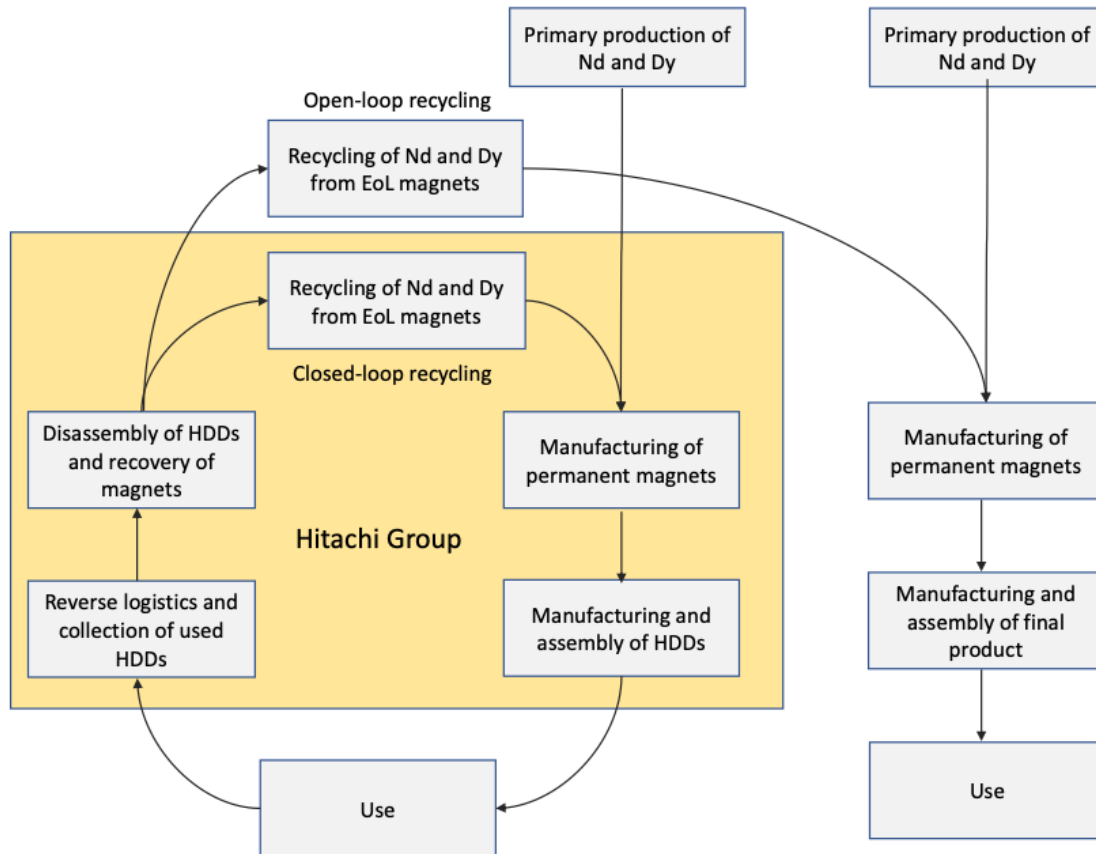 Primary production of
Nd and Dy
Primary production of
Nd and Dy
Open-loop recycling
Recycling of Nd and Dy
from EoL magnets
Recycling of Nd and Dy
from EoL magnets
Closed-loop recycling
Disassembly of HDDs
and recovery of
magnets
Manufacturing of
permanent magnets
Manufacturing of
permanent magnets
Hitachi Group
Reverse logistics and
collection of used
HDDs
Manufacturing and
assembly of HDDs
Manufacturing and
assembly of final
product
Use
Use